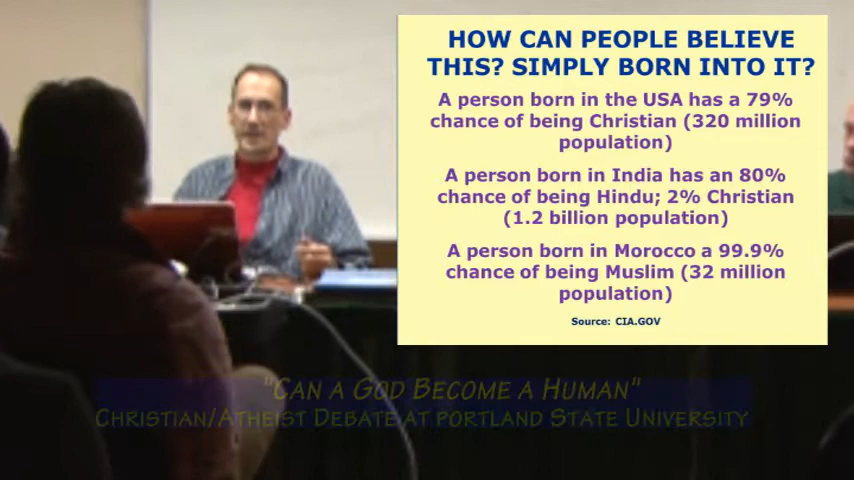 HOW CAN PEOPLE BELIEVE
THIS? SIMPLY BORN INTO IT?
A person born in the USA has a 79%
chance of being Christian (320 million
population)
A person born in India has an 80%
chance of being Hindu; 2% Christian
(1.2 billion population)
A person born in Morocco a 99.9%
chance of being Muslim (32 million
population)
Source: CIA.GOV
"CAN A GOD BECOME A HUMAN"
CHRISTIAN/ATHEIST DEBATE AT PORTLAND STATE UNIVERSITY